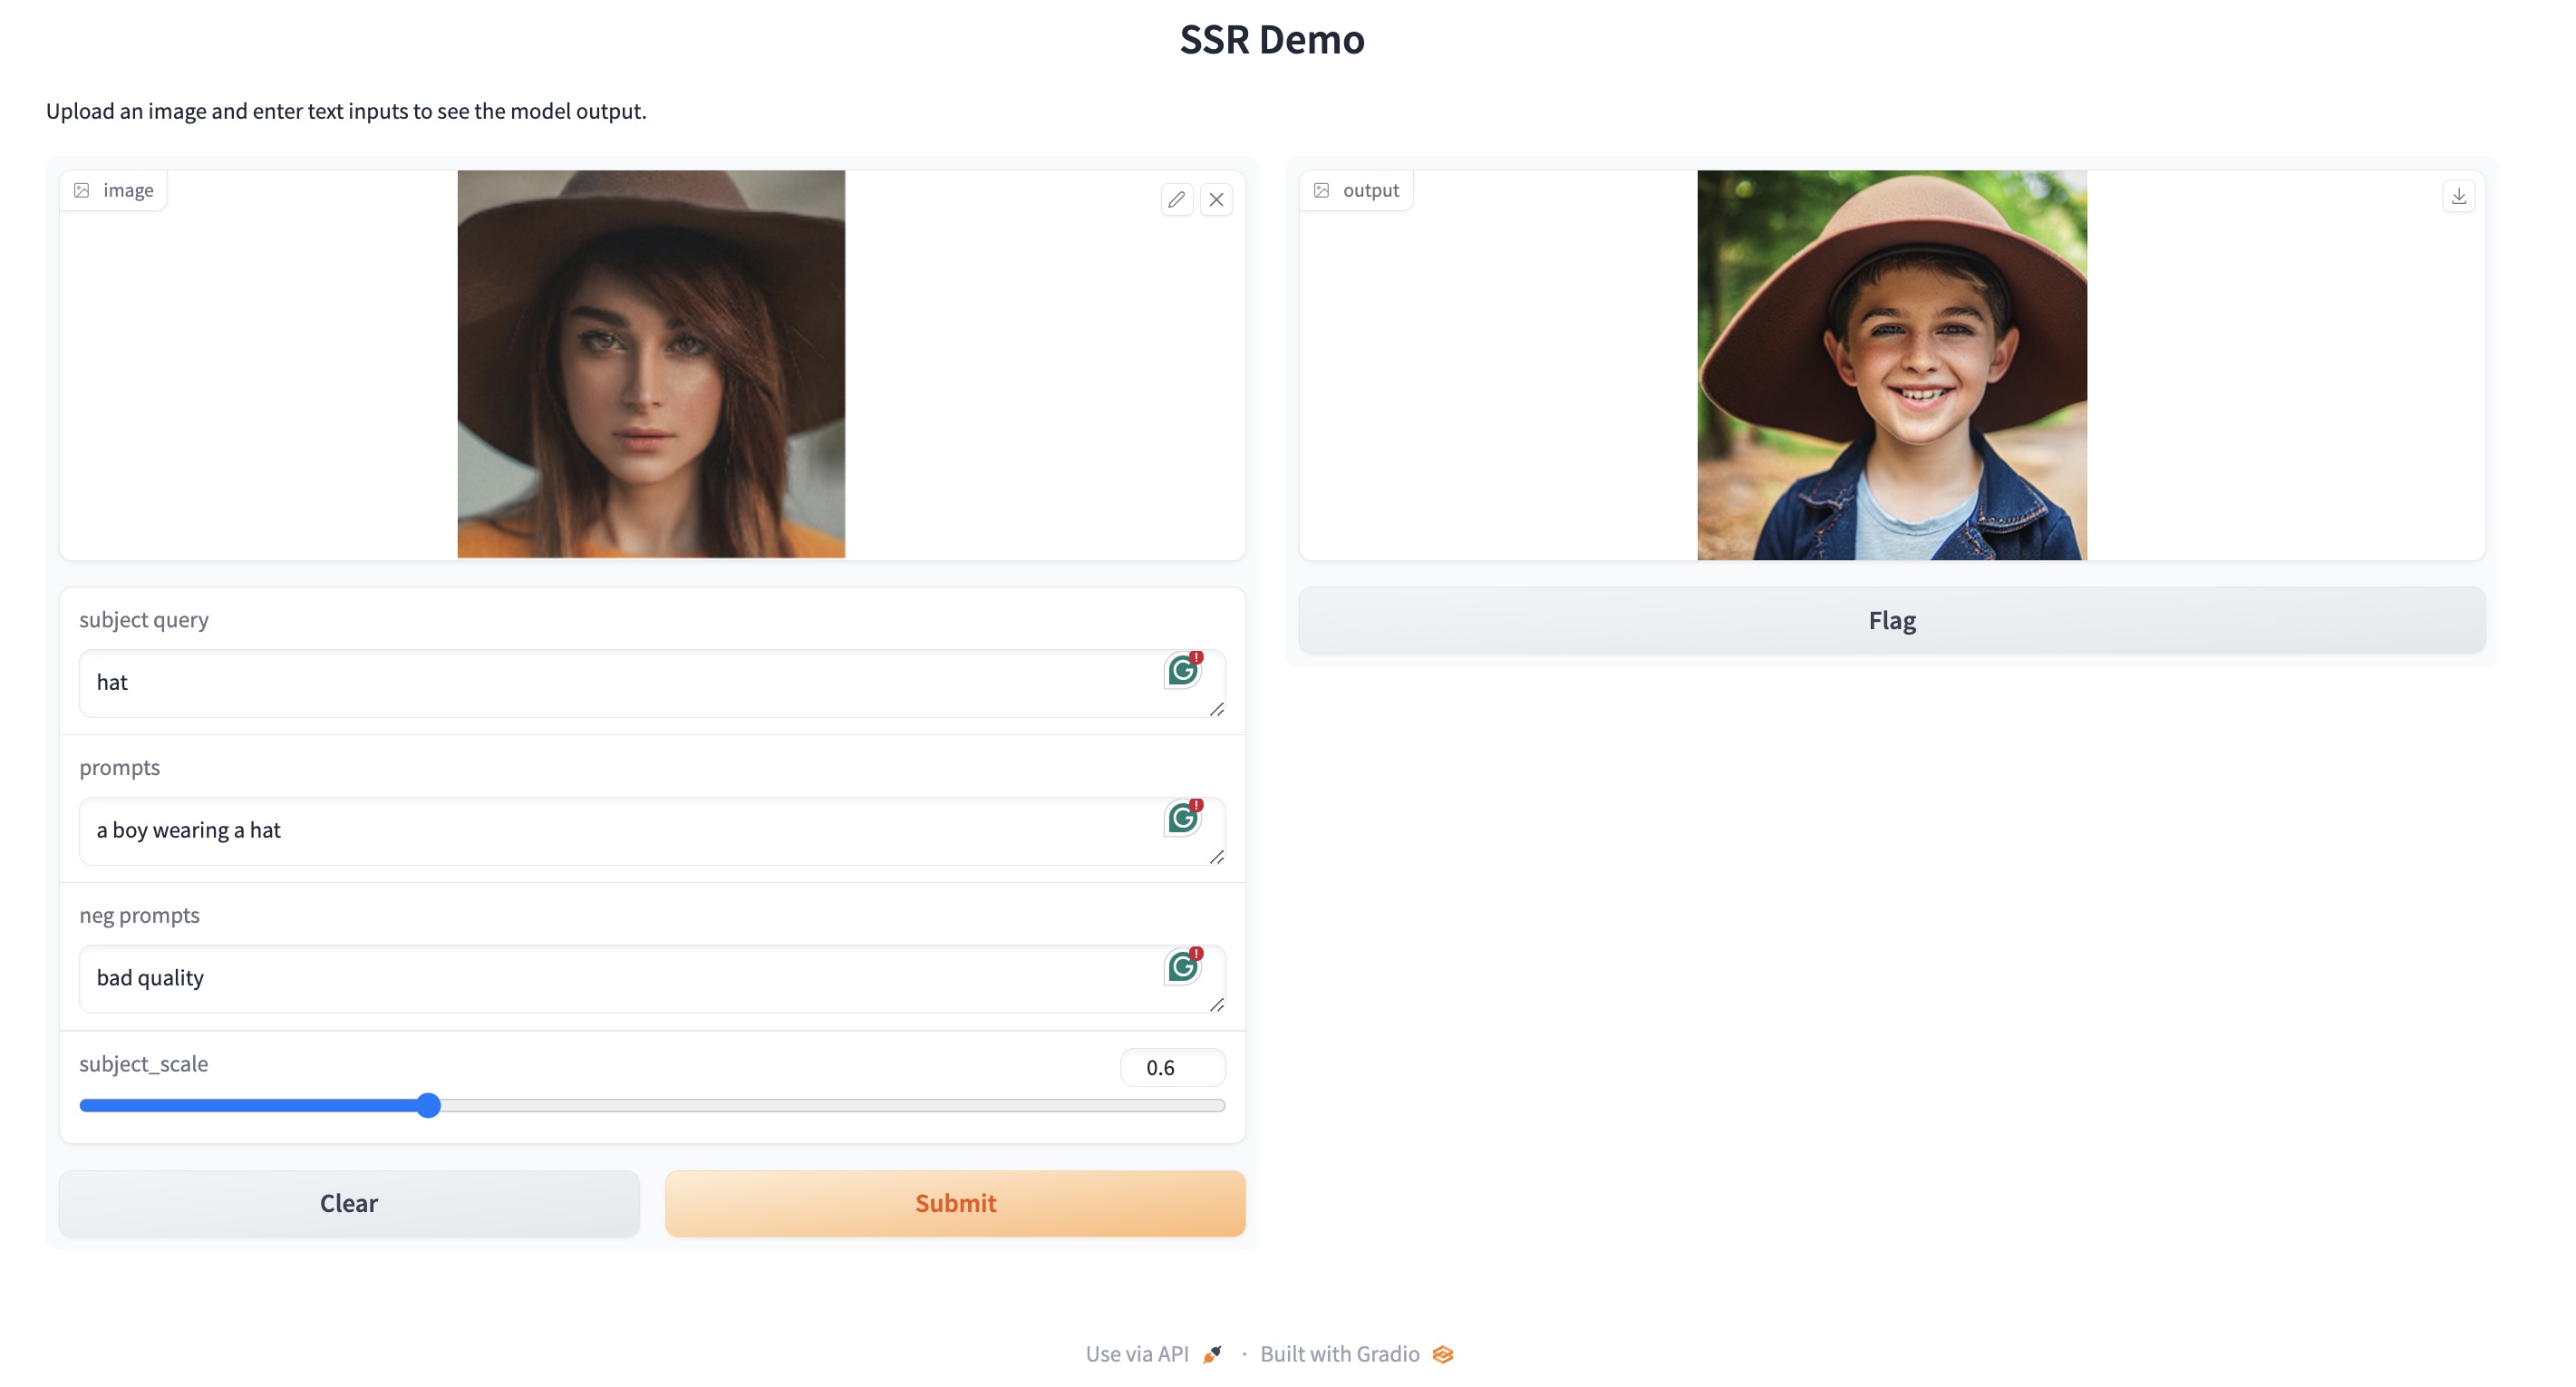 SSR Demo
Upload an image and enter text inputs to see the model output.
image
output
Flag
subject query
hat
prompts
a boy wearing a hat
neg prompts
bad quality
subject_scale
0.6
Clear
Submit
Use via API · Built with Gradio